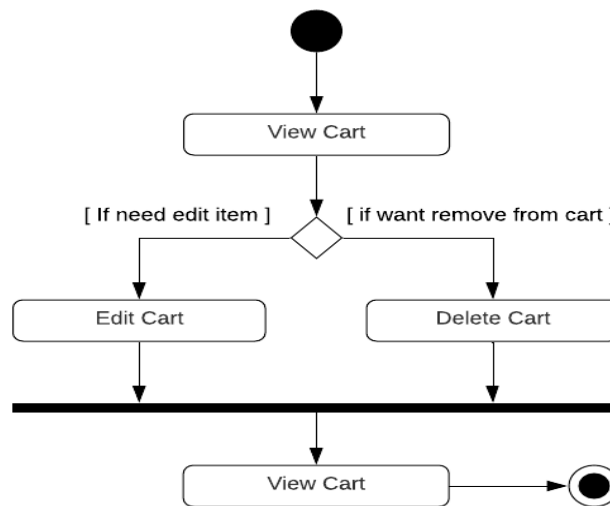 View Cart
[ If need edit item ]
[ if want remove from cart ]
Edit Cart
Delete Cart
View Cart